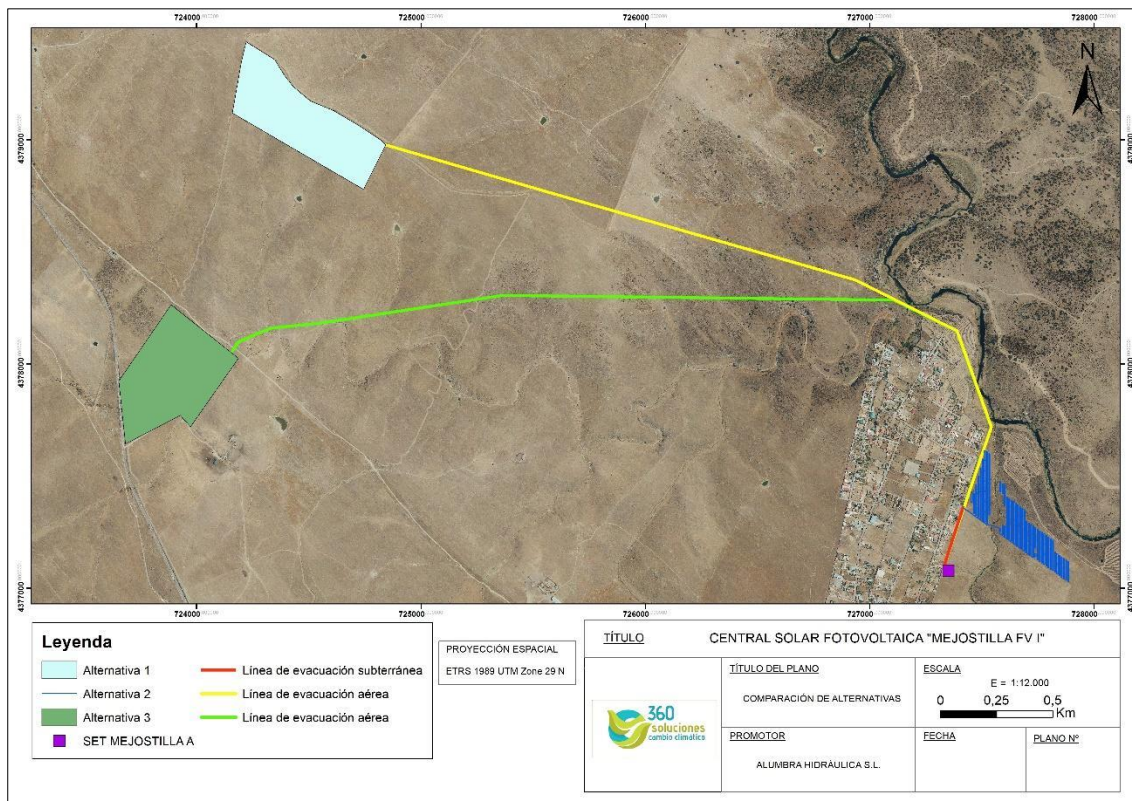 724000 725000 726000 727000 728000
N
4379000 4379000
4378000 4378000
4377000 4377000
724000 725000 726000 727000 728000
Leyenda
Alternativa 1
Alternativa 2
Alternativa 3
SET MEJOSTILLA A
Línea de evacuación subterránea
Línea de evacuación aérea
Línea de evacuación aérea
PROYECCIÓN ESPACIAL
ETRS 1989 UTM Zone 29 N
TÍTULO CENTRAL SOLAR FOTOVOLTAICA "MEJOSTILLA FV I"
360
soluciones
cambio climático
TÍTULO DEL PLANO
COMPARACIÓN DE ALTERNATIVAS
ESCALA
E = 1:12.000
0 0,25 0,5
Km
PROMOTOR
ALUMBRA HIDRÁULICA S.L.
FECHA
PLANO Nº